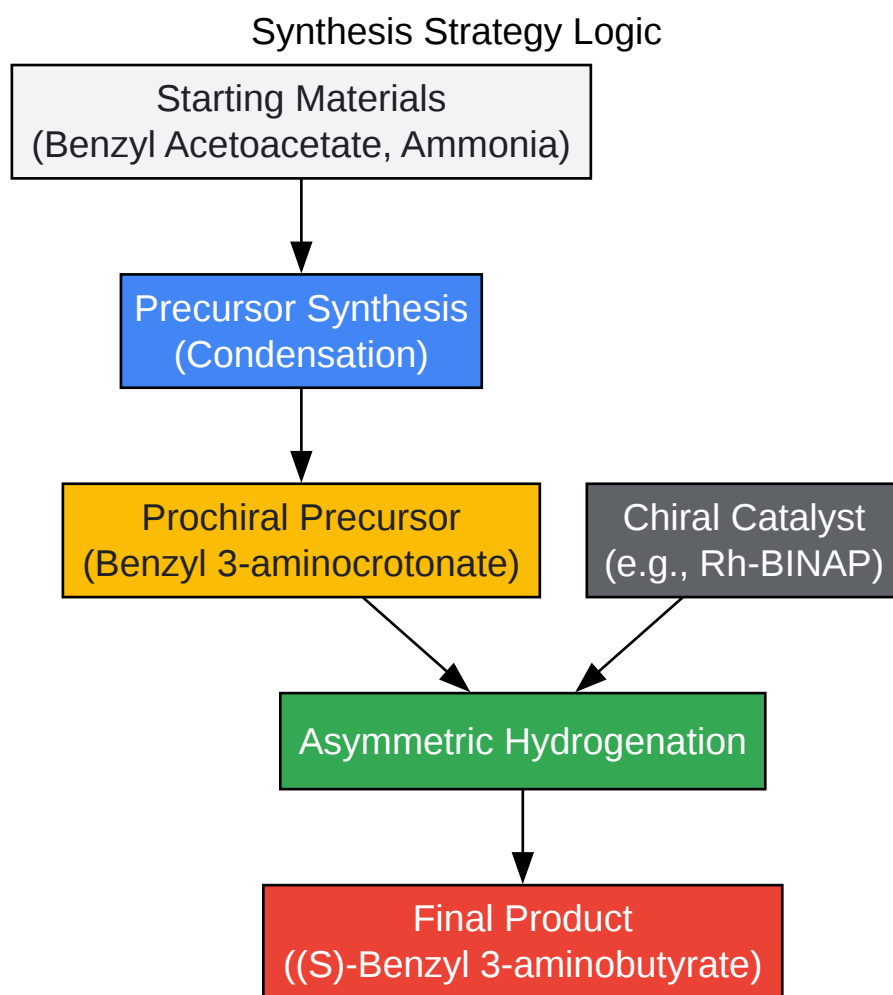 Synthesis Strategy Logic
Starting Materials
(Benzyl Acetoacetate, Ammonia)
Precursor Synthesis
(Condensation)
Prochiral Precursor
(Benzyl 3-aminocrotonate)
Chiral Catalyst
(e.g., Rh-BINAP)
Asymmetric Hydrogenation
Final Product
((S)-Benzyl 3-aminobutyrate)